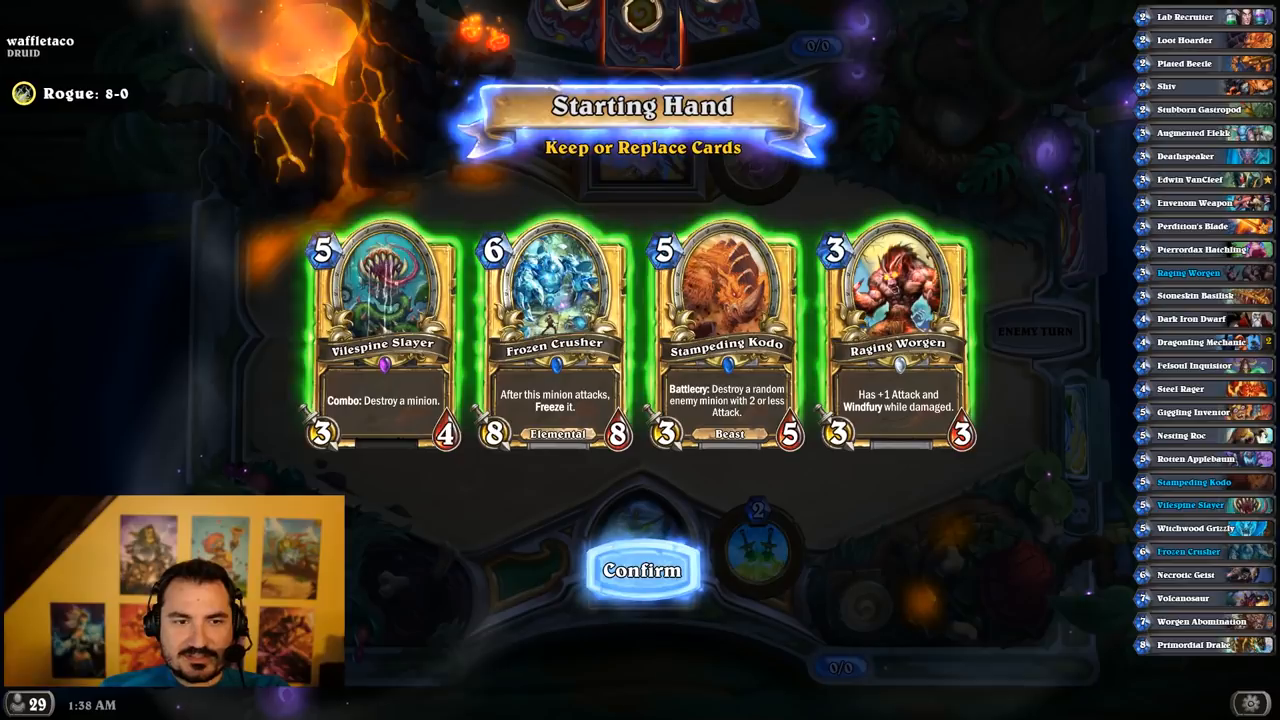 waffletaco
DRUID
Rogue: 8-0
0/0
Starting Hand
Keep or Replace Cards
5
Vilespine Slayer
Combo: Destroy a minion.
3
4
6
Frozen Crusher
After this minion attacks,
Freeze it.
8
Elemental
8
5
Stampeding Kodo
Battlecry: Destroy a random
enemy minion with 2 or less
Attack.
3
Beast
5
3
Raging Worgen
Has +1 Attack and
Windfury while damaged.
3
3
ENEMY TURN
Confirm
2
0/0
29
1:38 AM
2 Lab Recruiter
2 Loot Hoarder
2 Plated Beetle
2 Shiv
2 Stubborn Gastropod
3 Augmented Elekk
3 Deathspeaker
3 Edwin VanCleef
3 Envenom Weapon
3 Perdition's Blade
3 Pterrordax Hatchling
3 Raging Worgen
3 Stoneskin Basilisk
4 Dark Iron Dwarf
4 Dragonling Mechanic 2
4 Felsoul Inquisitor
4 Steel Rager
5 Giggling Inventor
5 Nesting Roc
5 Rotten Applebaum
5 Stampeding Kodo
5 Vilespine Slayer
5 Witchwood Grizzly
6 Frozen Crusher
6 Necrotic Geist
7 Volcanosaur
7 Worgen Abomination
8 Primordial Drake